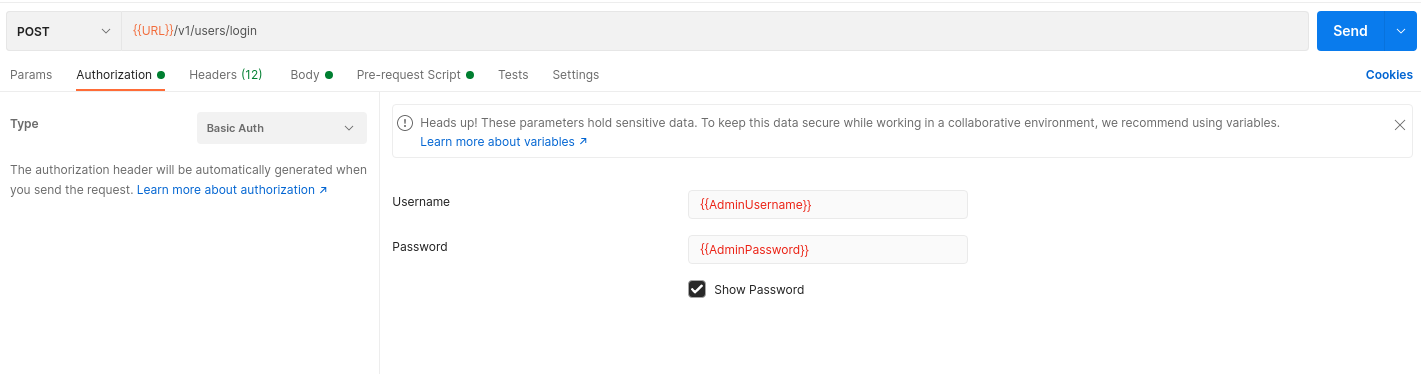 POST
{{URL}}/v1/users/login
Send
Params
Authorization
Headers (12)
Body
Pre-request Script
Tests
Settings
Cookies
Type
Basic Auth
The authorization header will be automatically generated when
you send the request. Learn more about authorization ↗
Heads up! These parameters hold sensitive data. To keep this data secure while working in a collaborative environment, we recommend using variables.
Learn more about variables ↗
Username
{{AdminUsername}}
Password
{{AdminPassword}}
Show Password